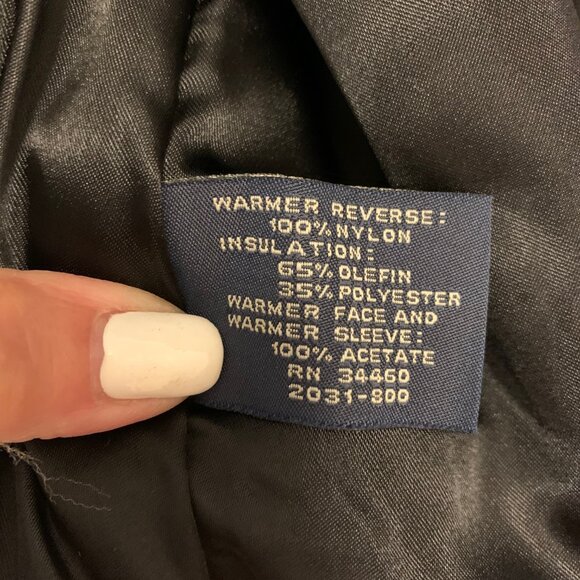 WARMER REVERSE:
100% NYLON
INSULATION:
65% OLEFIN
35% POLYESTER
WARMER FACE AND
WARMER SLEEVE:
100% ACETATE
RN 34460
2031-800